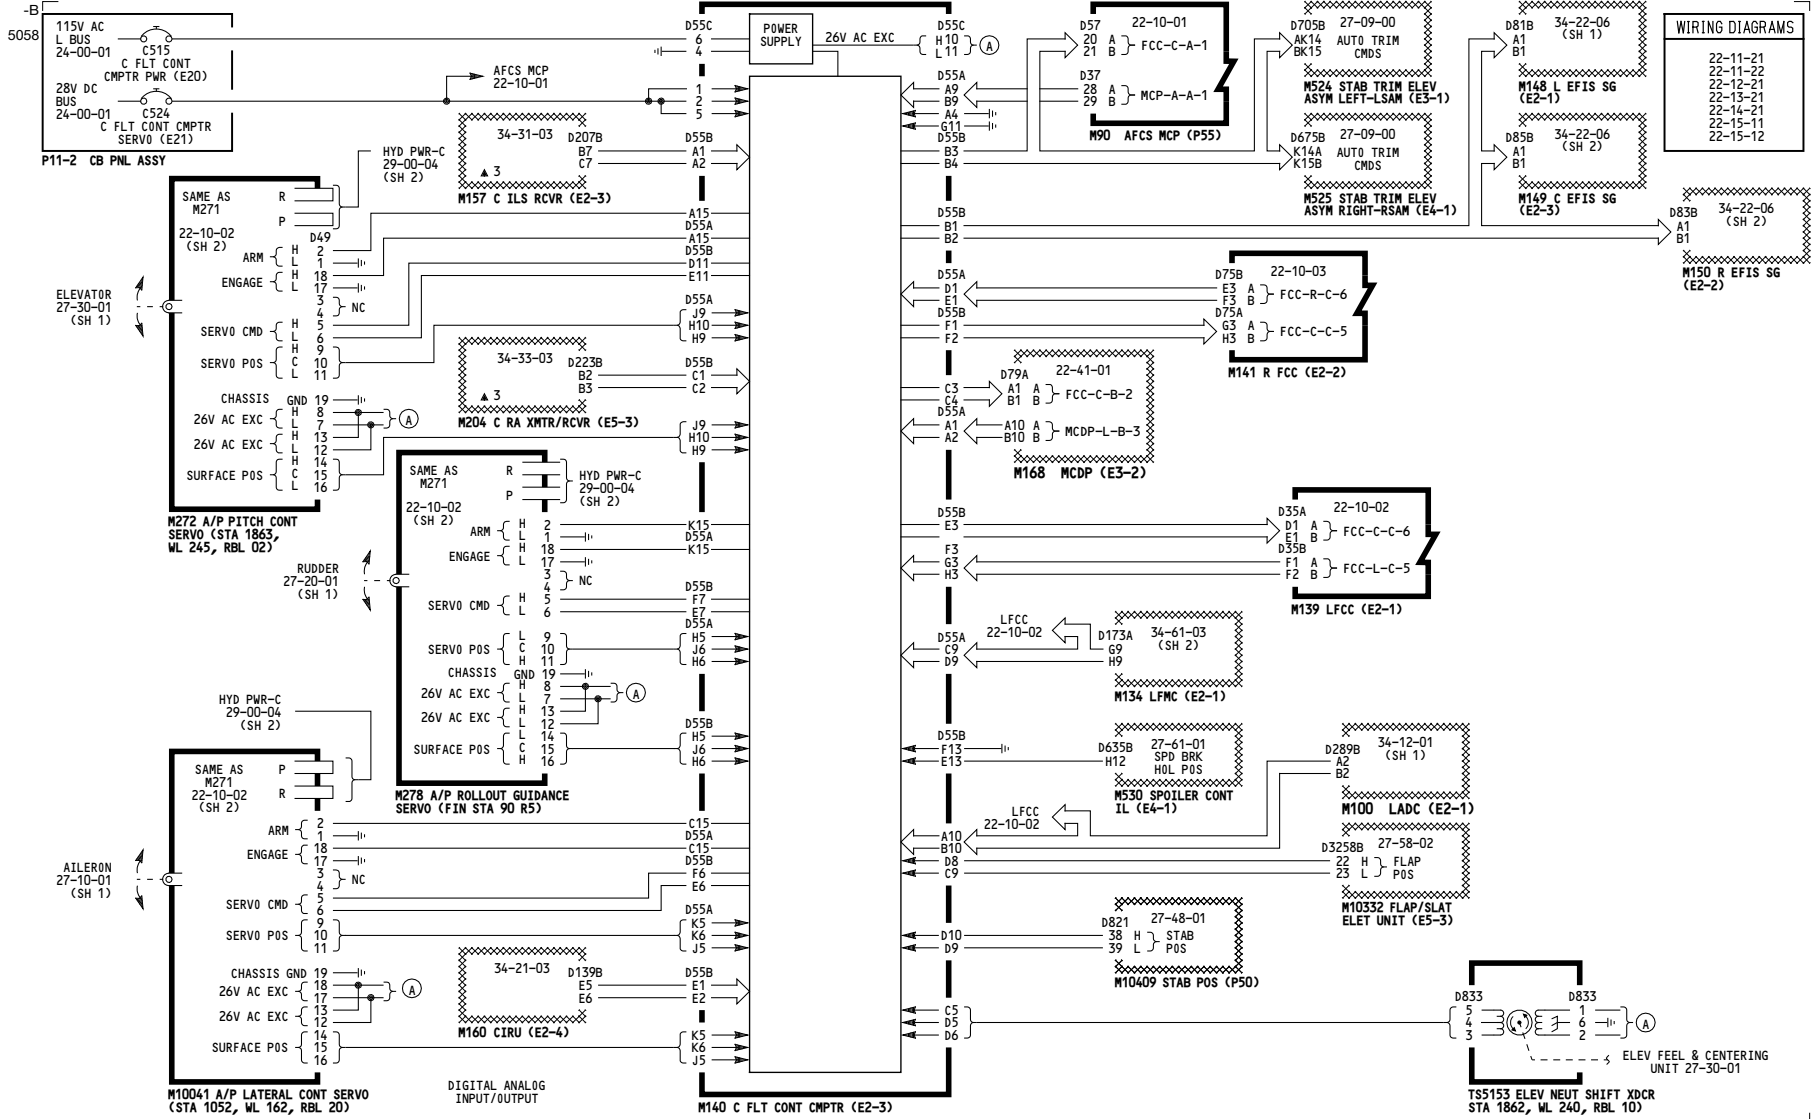 -B
5058
115V AC
L BUS
24-00-01
C515
C FLT CONT
CMPTR PWR (E20)
28V DC
BUS
24-00-01
C524
C FLT CONT CMPTR
SERVO (E21)
P11-2 CB PNL ASSY
AFCS MCP
22-10-01
HYD PWR-C
29-00-04
(SH 2)
34-31-03
D207B
B7
C7
3
M157 C ILS RCVR (E2-3)
SAME AS
M271
R
P
22-10-02
(SH 2)
D49
ARM
H 2
L 1
ENGAGE
H 18
L 17
3
4
NC
SERVO CMD
H 5
L 6
SERVO POS
H 9
C 10
L 11
CHASSIS GND 19
26V AC EXC
H 8
L 7
26V AC EXC
H 13
L 12
SURFACE POS
H 14
C 15
L 16
A
ELEVATOR
27-30-01
(SH 1)
M272 A/P PITCH CONT
SERVO (STA 1863,
WL 245, RBL 02)
34-33-03
D223B
B2
B3
3
M204 C RA XMTR/RCVR (E5-3)
SAME AS
M271
R
P
22-10-02
(SH 2)
HYD PWR-C
29-00-04
(SH 2)
ARM
H 2
L 1
ENGAGE
H 18
L 17
3
4
NC
SERVO CMD
H 5
L 6
SERVO POS
L 9
C 10
H 11
CHASSIS GND 19
26V AC EXC
H 8
L 7
26V AC EXC
H 13
L 12
SURFACE POS
L 14
C 15
H 16
A
RUDDER
27-20-01
(SH 1)
M278 A/P ROLLOUT GUIDANCE
SERVO (FIN STA 90 R5)
HYD PWR-C
29-00-04
(SH 2)
SAME AS
M271
22-10-02
(SH 2)
P
R
ARM
2
1
ENGAGE
18
17
3
4
NC
SERVO CMD
5
6
SERVO POS
9
10
11
CHASSIS GND 19
26V AC EXC
18
17
26V AC EXC
13
12
SURFACE POS
14
15
16
A
AILERON
27-10-01
(SH 1)
M10041 A/P LATERAL CONT SERVO
(STA 1052, WL 162, RBL 20)
34-21-03
D139B
E5
E6
M160 CIRU (E2-4)
DIGITAL ANALOG
INPUT/OUTPUT
D55C
6
4
1
2
5
D55B
A1
A2
A15
D55A
A15
D55B
D11
E11
D55A
J9
H10
H9
D55B
C1
C2
J9
H10
H9
K15
D55A
K15
D55B
F7
E7
D55A
H5
J6
H6
D55B
H5
J6
H6
C15
D55A
C15
D55B
F6
E6
D55A
K5
K6
J5
D55B
E1
E2
K5
K6
J5
POWER
SUPPLY
26V AC EXC
D55C
H10
L11
A
D55A
A9
B9
A4
G11
D55B
B3
B4
D55B
B1
B2
D55A
D1
E1
D55B
F1
F2
C3
C4
D55A
A1
A2
D55B
E3
F3
G3
H3
D55A
C9
D9
D55B
F13
E13
A10
B10
D8
C9
D10
D9
C5
D5
D6
M140 C FLT CONT CMPTR (E2-3)
D57
22-10-01
20 A
21 B
FCC-C-A-1
D37
28 A
29 B
MCP-A-A-1
M90 AFCS MCP (P55)
D705B
27-09-00
AK14
BK15
AUTO TRIM
CMDS
M524 STAB TRIM ELEV
ASYM LEFT-LSAM (E3-1)
D675B
27-09-00
K14A
K15B
AUTO TRIM
CMDS
M525 STAB TRIM ELEV
ASYM RIGHT-RSAM (E4-1)
D81B
34-22-06
(SH 1)
A1
B1
M148 L EFIS SG
(E2-1)
D85B
34-22-06
(SH 2)
A1
B1
M149 C EFIS SG
(E2-3)
D83B
34-22-06
(SH 2)
A1
B1
M150 R EFIS SG
(E2-2)
WIRING DIAGRAMS
22-11-21
22-11-22
22-12-21
22-13-21
22-14-21
22-15-11
22-15-12
D75B
22-10-03
E3 A
F3 B
FCC-R-C-6
D75A
G3 A
H3 B
FCC-C-C-5
M141 R FCC (E2-2)
D79A
22-41-01
A1 A
B1 B
FCC-C-B-2
A10 A
B10 B
MCDP-L-B-3
M168 MCDP (E3-2)
D35A
22-10-02
D1 A
E1 B
FCC-C-C-6
D35B
F1 A
F2 B
FCC-L-C-5
M139 LFCC (E2-1)
LFCC
22-10-02
D173A
34-61-03
(SH 2)
G9
H9
M134 LFMC (E2-1)
D635B
27-61-01
H12
SPD BRK
HOL POS
M530 SPOILER CONT
IL (E4-1)
D289B
34-12-01
(SH 1)
A2
B2
M100 LADC (E2-1)
LFCC
22-10-02
D3258B
27-58-02
22 H
23 L
FLAP
POS
M10332 FLAP/SLAT
ELET UNIT (E5-3)
D821
27-48-01
38 H
39 L
STAB
POS
M10409 STAB POS (P50)
D833
5
4
3
D833
1
6
2
A
ELEV FEEL & CENTERING
UNIT 27-30-01
TS5153 ELEV NEUT SHIFT XDCR
STA 1862, WL 240, RBL 10)